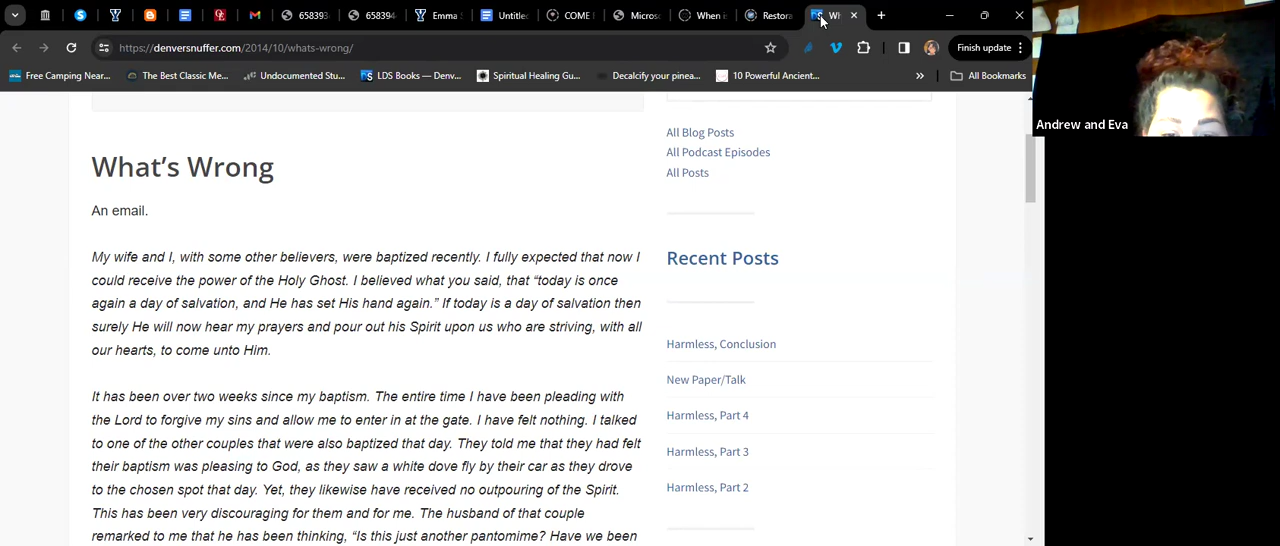 658393
658394
Emma S
Untitled
COME
Micros
When is
Restora
Wh
https://denversnuffer.com/2014/10/whats-wrong/
Finish update
Free Camping Near...
The Best Classic Me...
Undocumented Stu...
LDS Books — Denv...
Spiritual Healing Gu...
Decalcify your pinea...
10 Powerful Ancient...
»
All Bookmarks
Andrew and Eva
What's Wrong
An email.
My wife and I, with some other believers, were baptized recently. I fully expected that now I
could receive the power of the Holy Ghost. I believed what you said, that “today is once
again a day of salvation, and He has set His hand again.” If today is a day of salvation then
surely He will now hear my prayers and pour out his Spirit upon us who are striving, with all
our hearts, to come unto Him.
It has been over two weeks since my baptism. The entire time I have been pleading with
the Lord to forgive my sins and allow me to enter in at the gate. I have felt nothing. I talked
to one of the other couples that were also baptized that day. They told me that they had felt
their baptism was pleasing to God, as they saw a white dove fly by their car as they drove
to the chosen spot that day. Yet, they likewise have received no outpouring of the Spirit.
This has been very discouraging for them and for me. The husband of that couple
remarked to me that he has been thinking, “Is this just another pantomime? Have we been
All Blog Posts
All Podcast Episodes
All Posts
Recent Posts
Harmless, Conclusion
New Paper/Talk
Harmless, Part 4
Harmless, Part 3
Harmless, Part 2